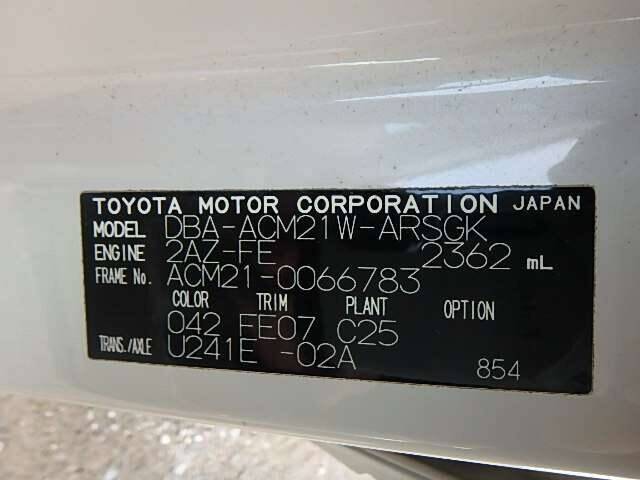 TOYOTA MOTOR CORPORATION JAPAN
MODEL DBA-ACM21W-ARSGK
ENGINE 2AZ-FE 2362 mL
FRAME No. ACM21-0066783
COLOR TRIM PLANT OPTION
042 FE07 C25
TRANS./AXLE U241E -02A 854